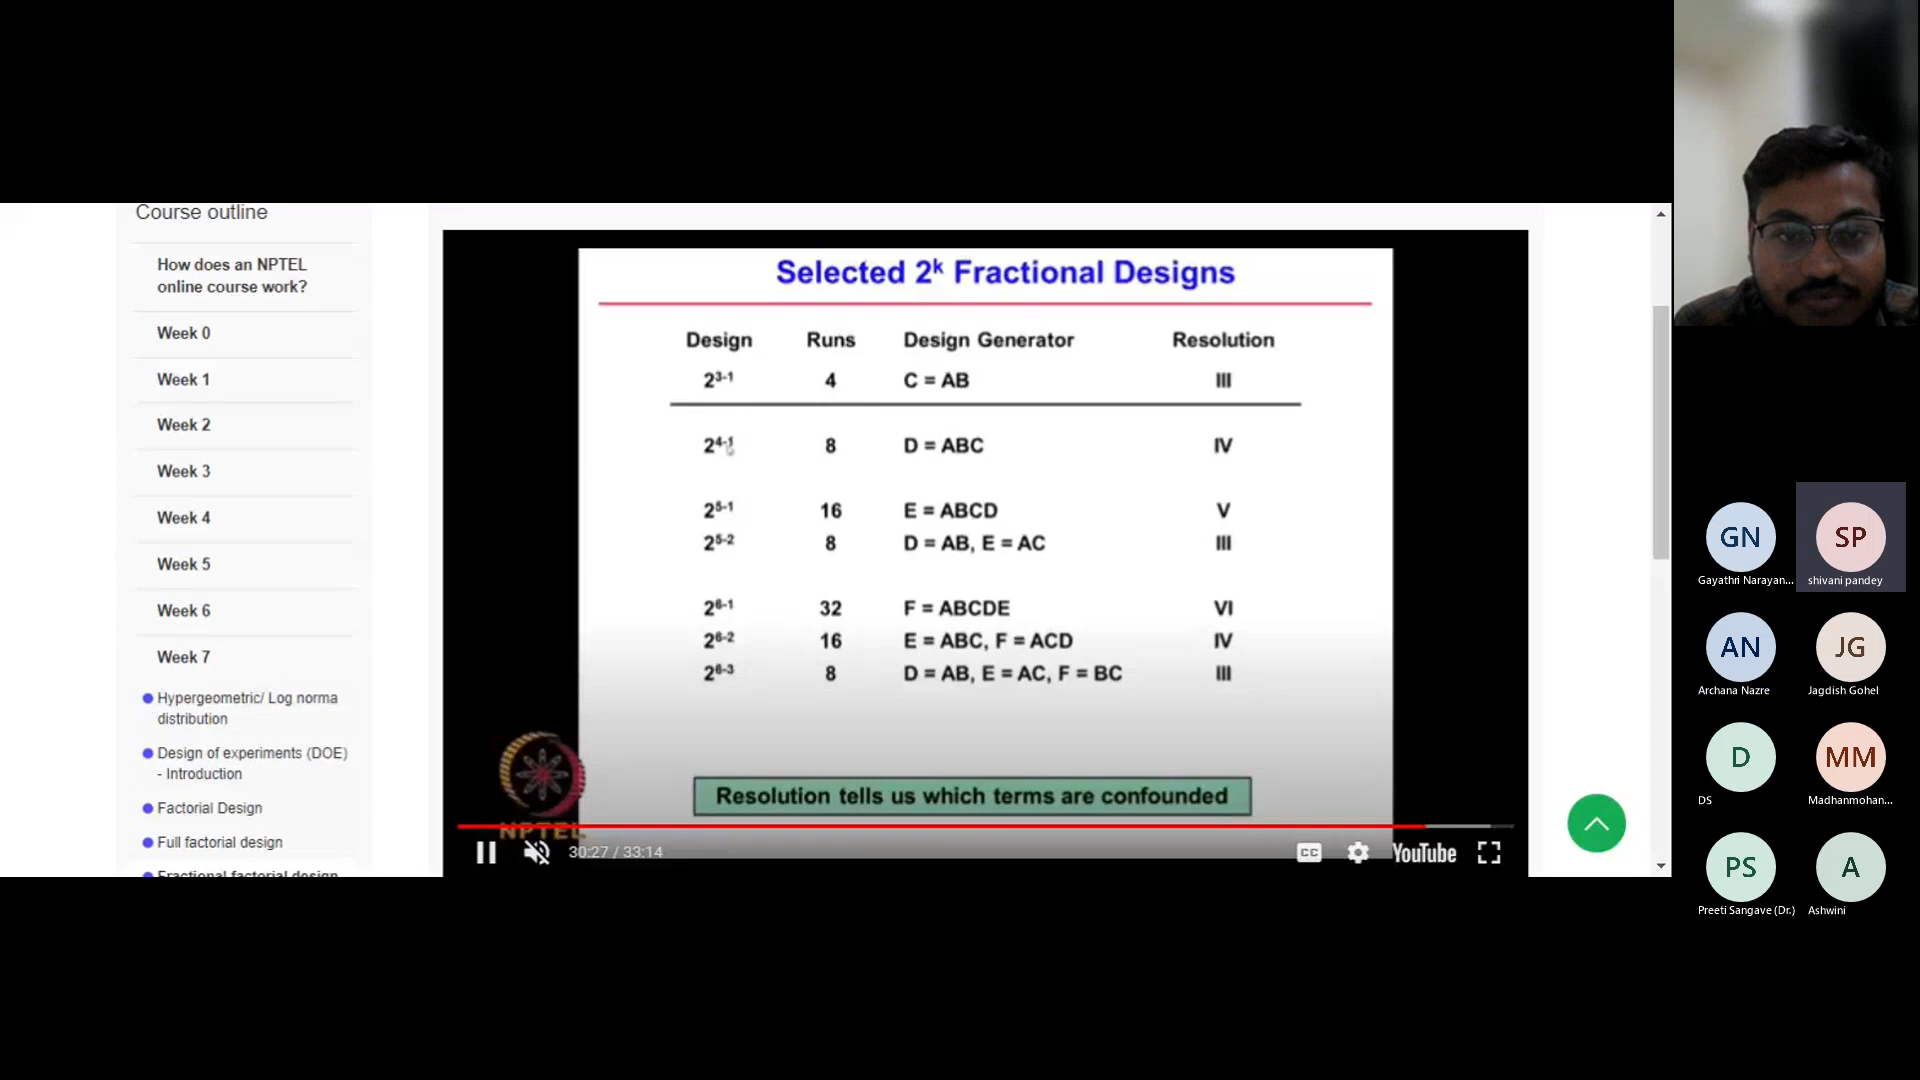 Course outline
How does an NPTEL
online course work?
Week 0
Week 1
Week 2
Week 3
Week 4
Week 5
Week 6
Week 7
Hypergeometric/ Log norma
distribution
Design of experiments (DOE)
- Introduction
Factorial Design
Full factorial design
Fractional factorial design
Selected 2ᵏ Fractional Designs
Design Runs Design Generator Resolution
2³⁻¹ 4 C = AB III
2⁴⁻¹ 8 D = ABC IV
2⁵⁻¹ 16 E = ABCD V
2⁵⁻² 8 D = AB, E = AC III
2⁶⁻¹ 32 F = ABCDE VI
2⁶⁻² 16 E = ABC, F = ACD IV
2⁶⁻³ 8 D = AB, E = AC, F = BC III
Resolution tells us which terms are confounded
NPTEL
30:27 / 33:14
CC
YouTube
GN SP
Gayathri Narayan... shivani pandey
AN JG
Archana Nazre Jagdish Gohel
D MM
DS Madhanmohan...
PS A
Preeti Sangave (Dr.) Ashwini